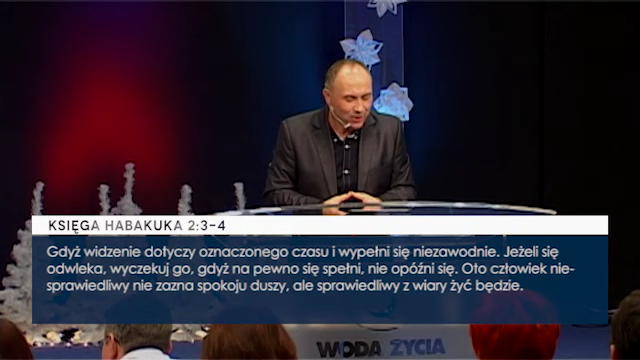 KSIĘGA HABAKUKA 2:3-4
Gdyż widzenie dotyczy oznaczonego czasu i wypełni się niezawodnie. Jeżeli się
odwleka, wyczekuj go, gdyż na pewno się spełni, nie opóźni się. Oto człowiek nie-
sprawiedliwy nie zazna spokoju duszy, ale sprawiedliwy z wiary żyć będzie.
WODA ŻYCIA